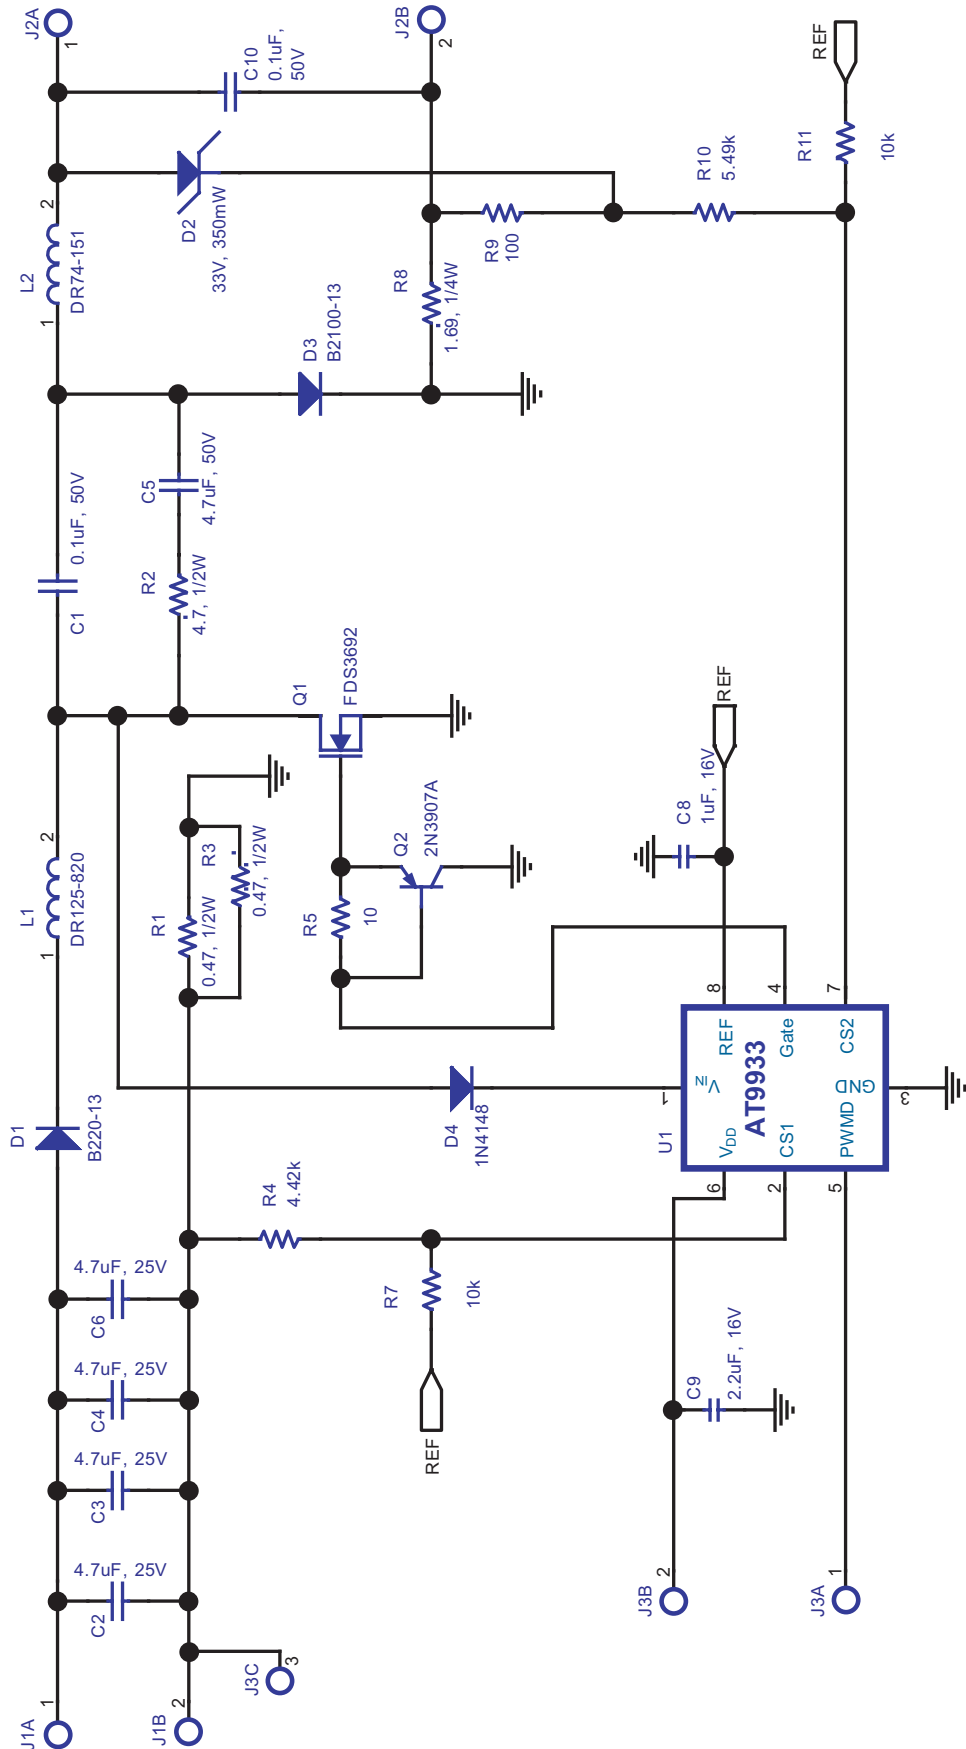 J1A
1
J1B
2
J3C
3
C2
4.7uF, 25V
C3
4.7uF, 25V
C4
4.7uF, 25V
C6
4.7uF, 25V
D1
B220-13
L1
DR125-820
1
2
C1
0.1uF, 50V
R2
4.7, 1/2W
C5
4.7uF, 50V
L2
DR74-151
1
2
J2A
1
C10
0.1uF,
50V
J2B
2
D2
33V, 350mW
D3
B2100-13
R8
1.69, 1/4W
R9
100
R10
5.49k
R11
10k
REF
R1
0.47, 1/2W
R3
0.47, 1/2W
Q1
FDS3692
R5
10
Q2
2N3907A
R4
4.42k
R7
10k
REF
D4
1N4148
C8
1uF, 16V
REF
U1
AT9933
1
VIN
6
VDD
2
CS1
5
PWMD
8
REF
4
Gate
7
CS2
3
GND
C9
2.2uF, 16V
J3B
2
J3A
1